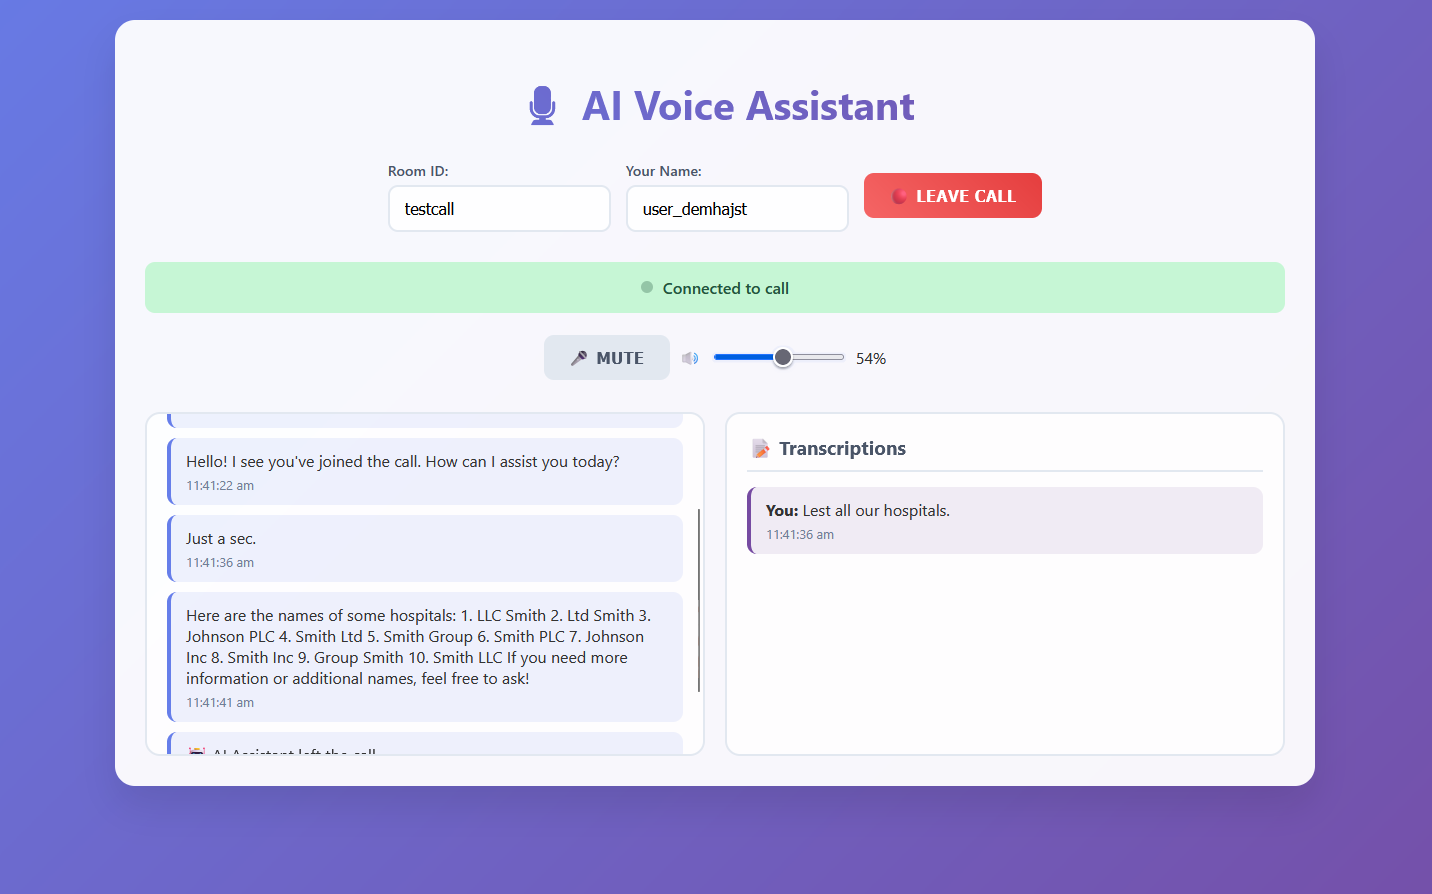 AI Voice Assistant
Room ID:
Your Name:
testcall
user_demhajst
LEAVE CALL
Connected to call
MUTE
54%
Hello! I see you've joined the call. How can I assist you today?
11:41:22 am
Just a sec.
11:41:36 am
Here are the names of some hospitals: 1. LLC Smith 2. Ltd Smith 3.
Johnson PLC 4. Smith Ltd 5. Smith Group 6. Smith PLC 7. Johnson
Inc 8. Smith Inc 9. Group Smith 10. Smith LLC If you need more
information or additional names, feel free to ask!
11:41:41 am
AI Assistant left the call
Transcriptions
You: Lest all our hospitals.
11:41:36 am